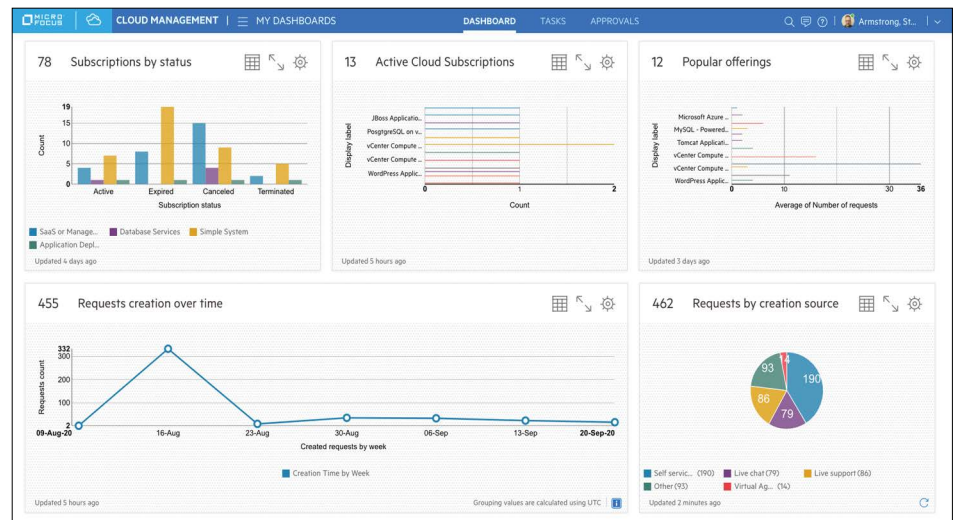 MICRO FOCUS CLOUD MANAGEMENT MY DASHBOARDS DASHBOARD TASKS APPROVALS Armstrong, St...
78 Subscriptions by status
19
15
10
5
0
Count
Active Expired Canceled Terminated
Subscription status
SaaS or Manage... Database Services Simple System
Application Depl...
Updated 4 days ago
13 Active Cloud Subscriptions
Display label
JBoss Applicatio...
PosgtgreSQL on v...
vCenter Compute ...
vCenter Compute ...
WordPress Applic...
0 1 2
Count
Updated 5 hours ago
12 Popular offerings
Display label
Microsoft Azure ...
MySQL - Powered...
Tomcat Applicati...
vCenter Compute ...
vCenter Compute ...
WordPress Applic...
0 10 30 36
Average of Number of requests
Updated 3 days ago
455 Requests creation over time
332
300
200
100
2
Requests count
09-Aug-20 16-Aug 23-Aug 30-Aug 06-Sep 13-Sep 20-Sep-20
Created requests by week
Creation Time by Week
Updated 5 hours ago Grouping values are calculated using UTC
462 Requests by creation source
93 190
86
79
Self servic... (190) Live chat (79) Live support (86)
Other (93) Virtual Ag... (14)
Updated 2 minutes ago